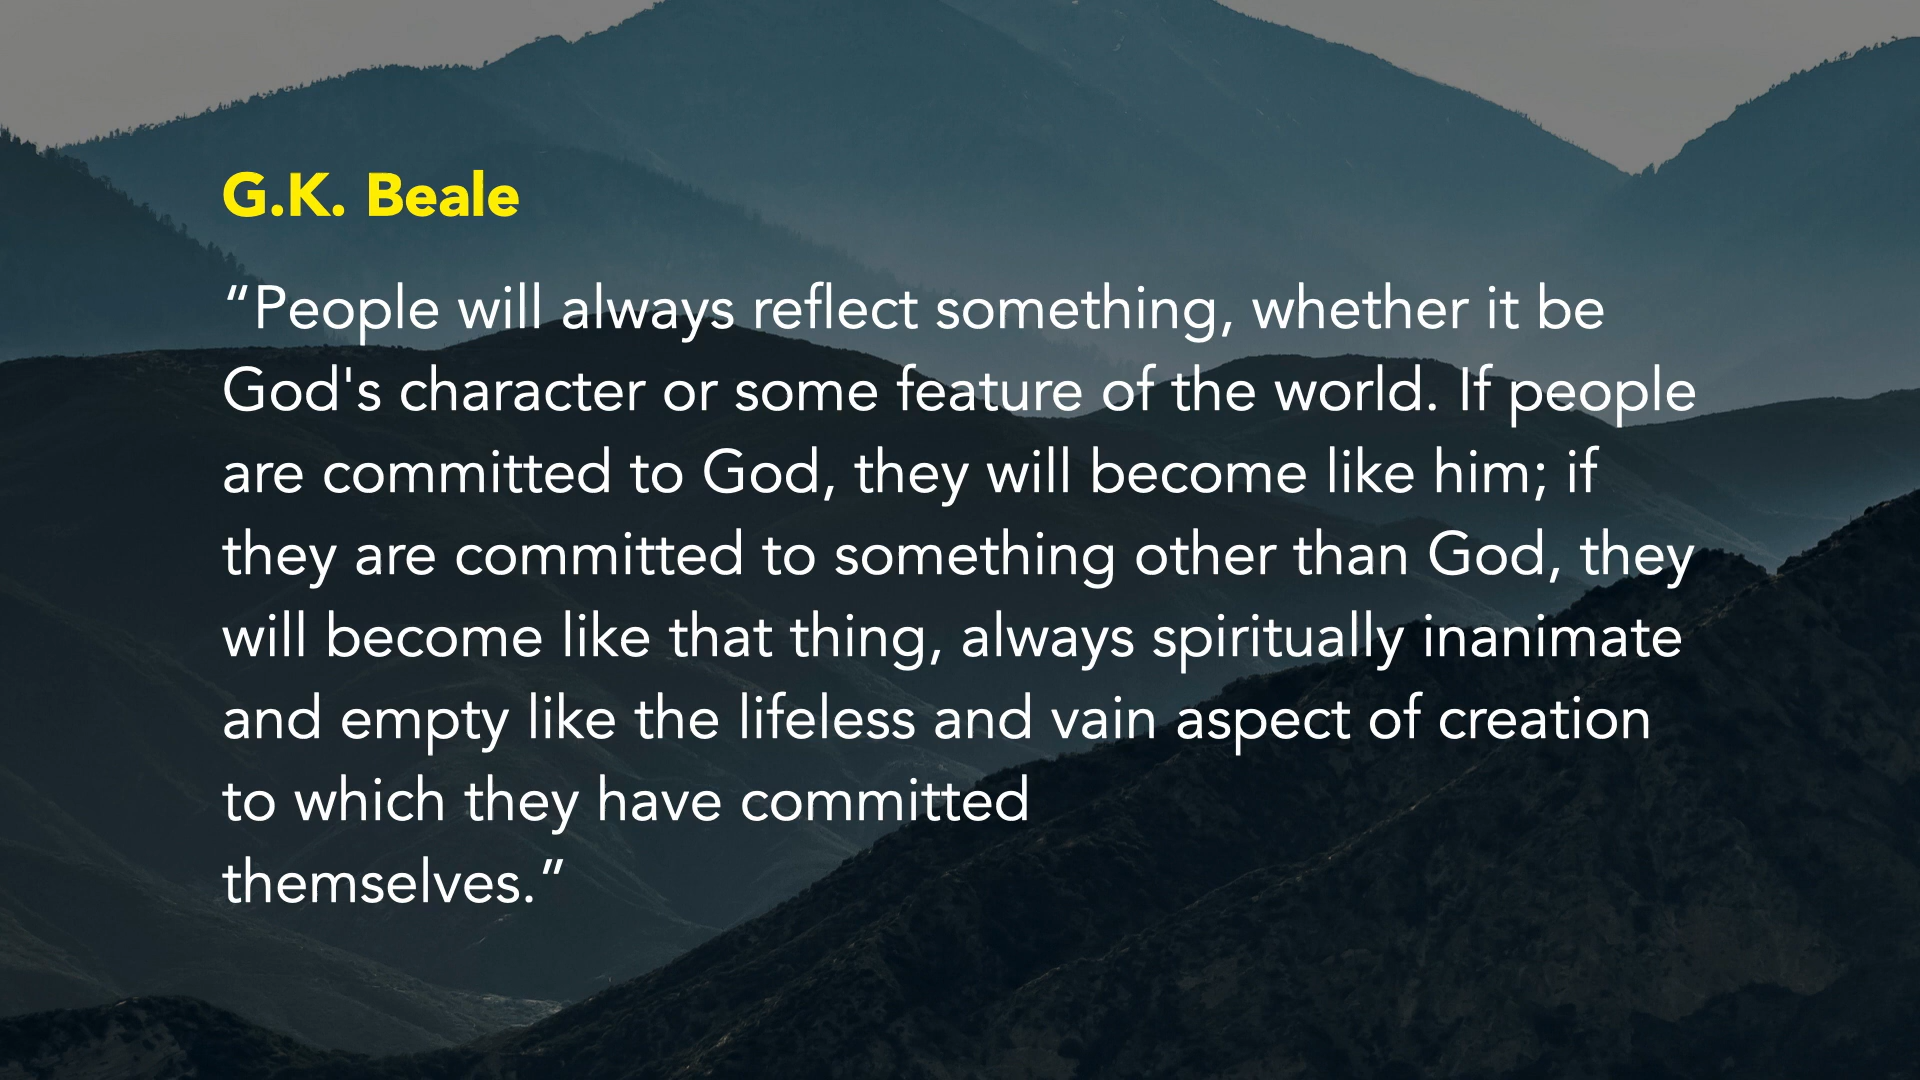 G.K. Beale
“People will always reflect something, whether it be
God's character or some feature of the world. If people
are committed to God, they will become like him; if
they are committed to something other than God, they
will become like that thing, always spiritually inanimate
and empty like the lifeless and vain aspect of creation
to which they have committed
themselves.”